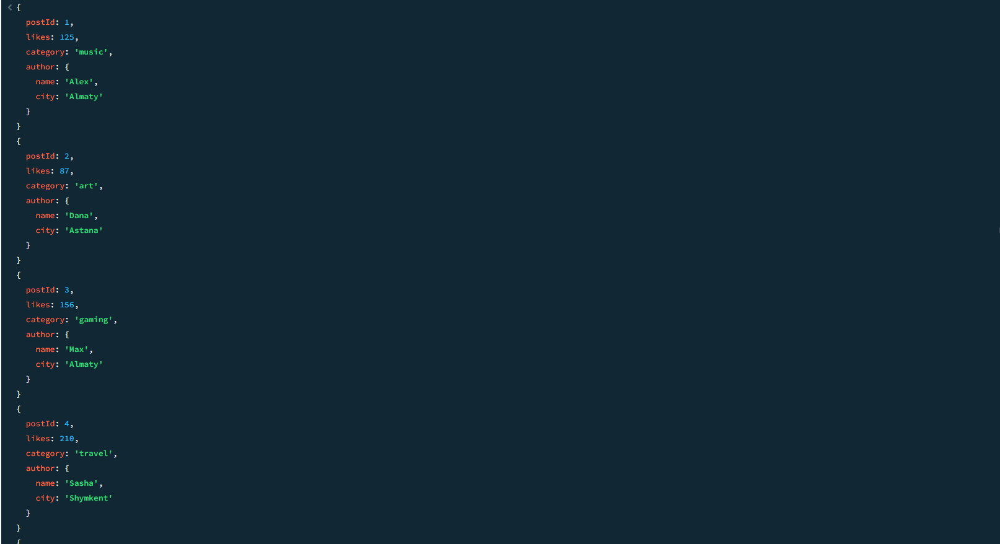 {
postId: 1,
likes: 125,
category: 'music',
author: {
name: 'Alex',
city: 'Almaty'
}
}
{
postId: 2,
likes: 87,
category: 'art',
author: {
name: 'Dana',
city: 'Astana'
}
}
{
postId: 3,
likes: 156,
category: 'gaming',
author: {
name: 'Max',
city: 'Almaty'
}
}
{
postId: 4,
likes: 210,
category: 'travel',
author: {
name: 'Sasha',
city: 'Shymkent'
}
}
{